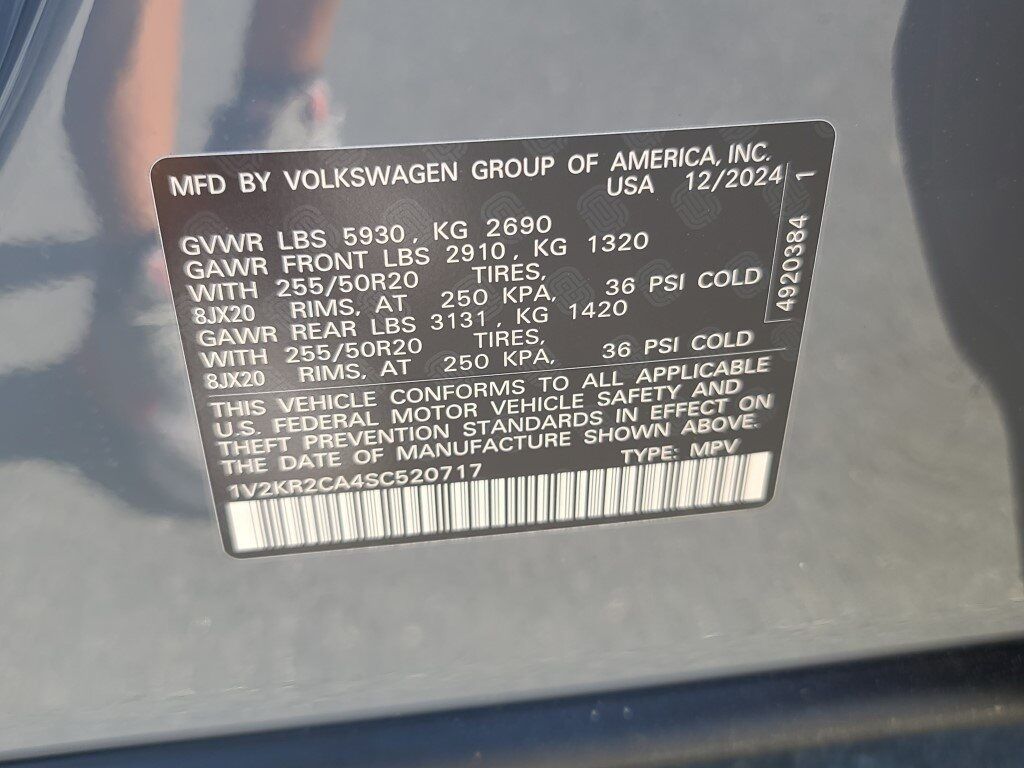 MFD BY VOLKSWAGEN GROUP OF AMERICA, INC.
USA 12/2024
GVWR LBS 5930, KG 2690
GAWR FRONT LBS 2910, KG 1320
WITH 255/50R20 TIRES,
8JX20 RIMS, AT 250 KPA, 36 PSI COLD
GAWR REAR LBS 3131, KG 1420
WITH 255/50R20 TIRES,
8JX20 RIMS, AT 250 KPA, 36 PSI COLD
THIS VEHICLE CONFORMS TO ALL APPLICABLE
U.S. FEDERAL MOTOR VEHICLE SAFETY AND
THEFT PREVENTION STANDARDS IN EFFECT ON
THE DATE OF MANUFACTURE SHOWN ABOVE.
1V2KR2CA4SC520717 TYPE: MPV
4920384 1